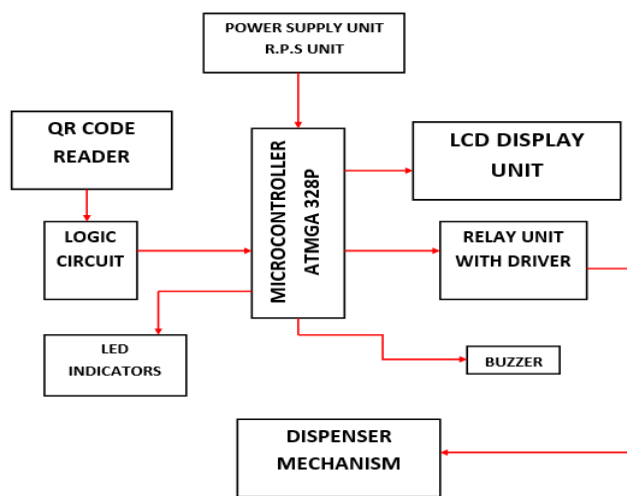 POWER SUPPLY UNIT
R.P.S UNIT
QR CODE
READER
MICROCONTROLLER
ATMGA 328P
LCD DISPLAY
UNIT
LOGIC
CIRCUIT
RELAY UNIT
WITH DRIVER
LED
INDICATORS
BUZZER
DISPENSER
MECHANISM